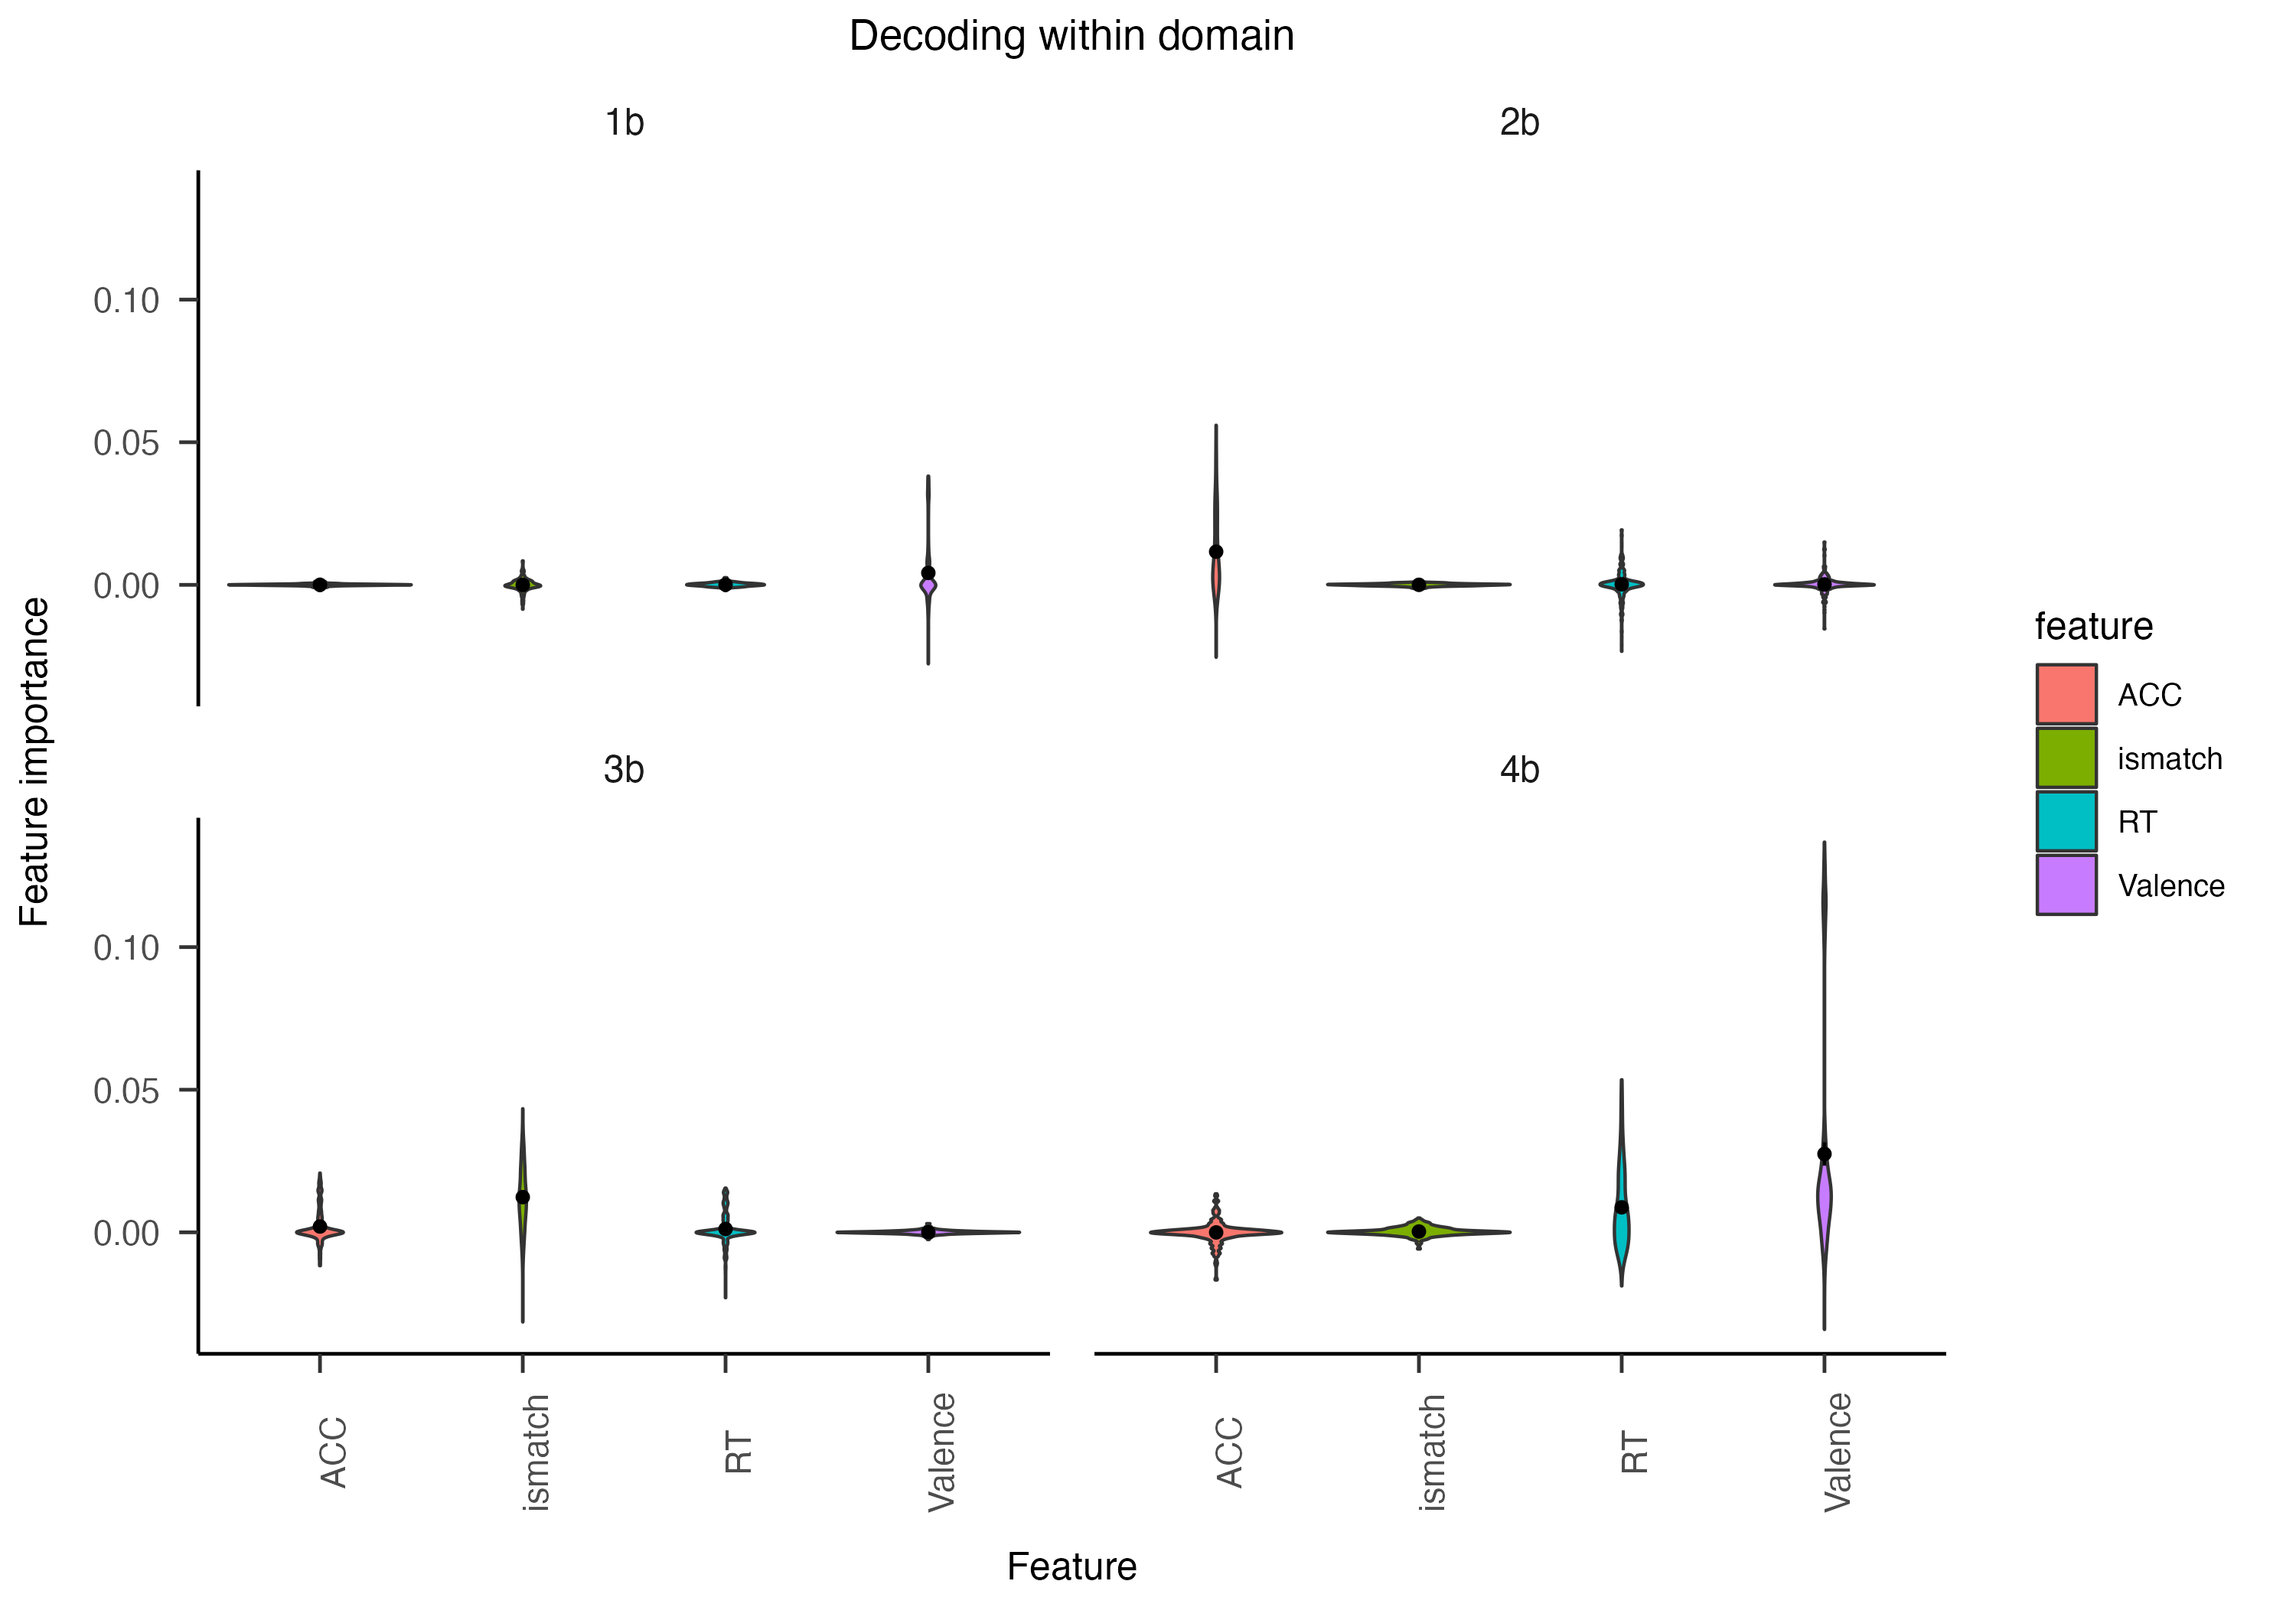 Decoding within domain
1b
2b
0.10
0.05
0.00
3b
4b
0.10
0.05
0.00
Feature importance
ACC
ismatch
RT
Valence
ACC
ismatch
RT
Valence
Feature
feature
ACC
ismatch
RT
Valence